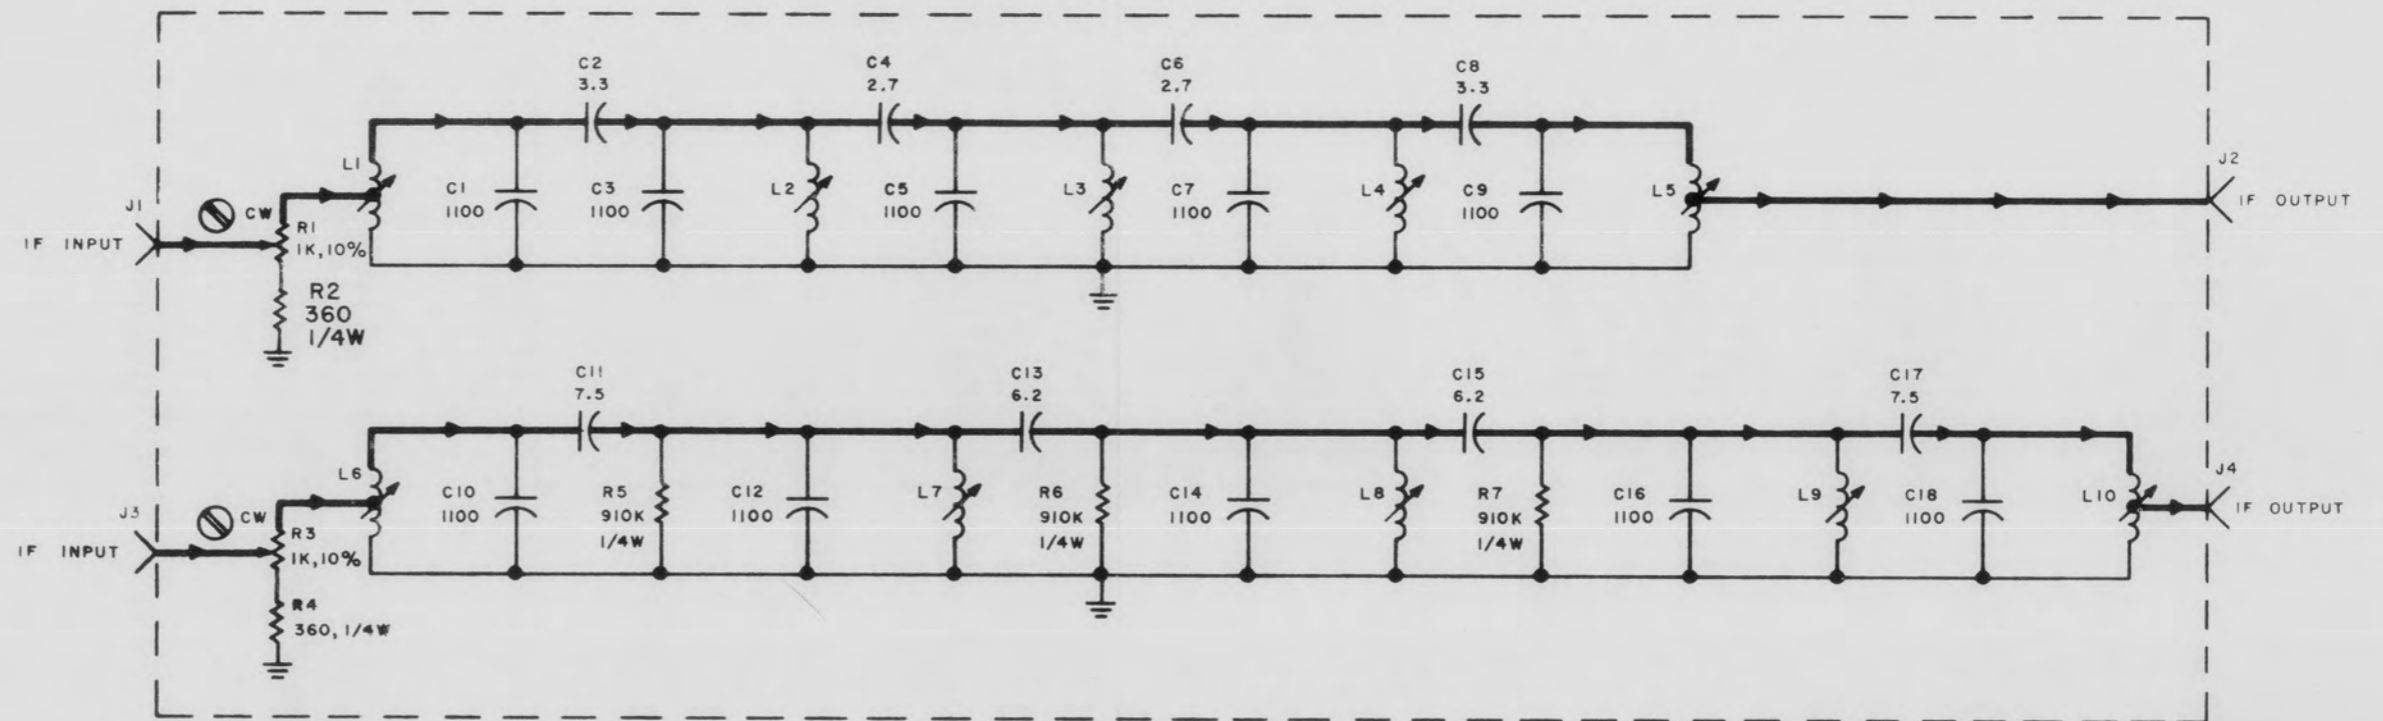 C2
3.3
C4
2.7
C6
2.7
C8
3.3
J1
IF INPUT
CW
R1
1K,10%
R2
360
1/4W
L1
C1
1100
C3
1100
L2
C5
1100
L3
C7
1100
L4
C9
1100
L5
J2
IF OUTPUT
C11
7.5
C13
6.2
C15
6.2
C17
7.5
J3
IF INPUT
CW
R3
1K,10%
R4
360,1/4W
L6
C10
1100
R5
910K
1/4W
C12
1100
L7
R6
910K
1/4W
C14
1100
L8
R7
910K
1/4W
C16
1100
L9
C18
1100
L10
J4
IF OUTPUT